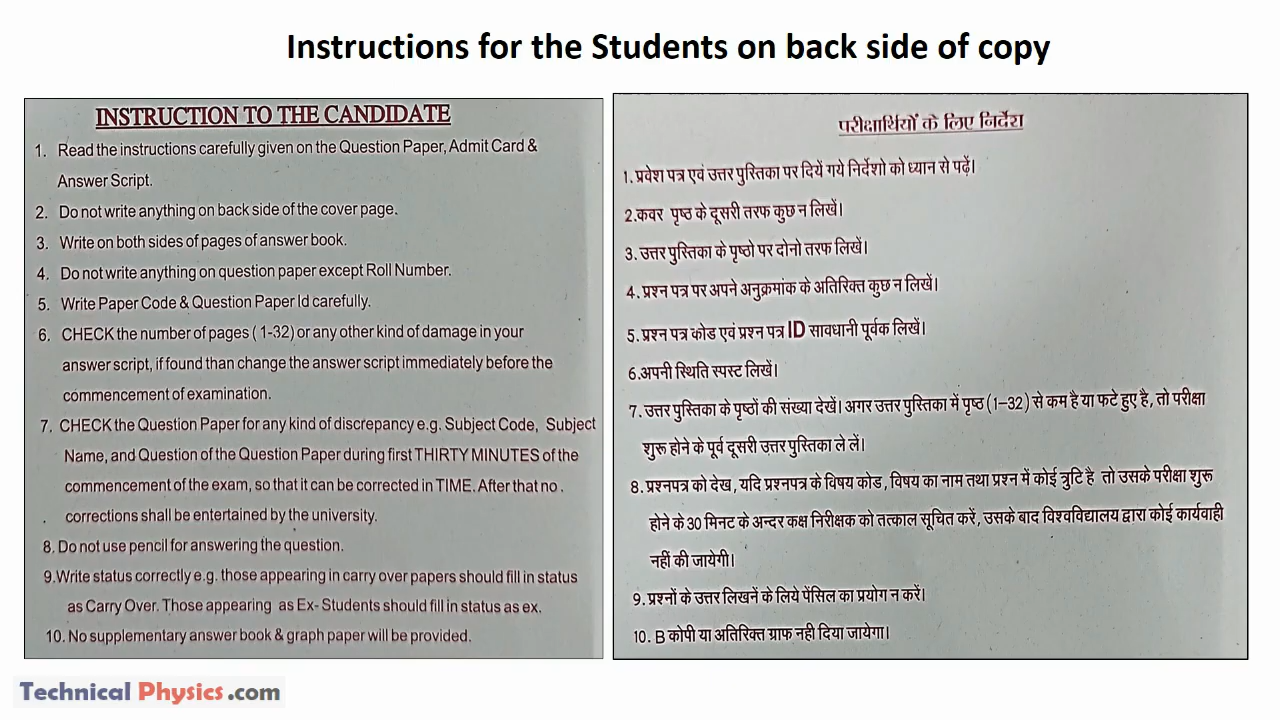 Instructions for the Students on back side of copy
INSTRUCTION TO THE CANDIDATE
1. Read the instructions carefully given on the Question Paper, Admit Card &
Answer Script.
2. Do not write anything on back side of the cover page.
3. Write on both sides of pages of answer book.
4. Do not write anything on question paper except Roll Number.
5. Write Paper Code & Question Paper Id carefully.
6. CHECK the number of pages ( 1-32) or any other kind of damage in your
answer script, if found than change the answer script immediately before the
commencement of examination.
7. CHECK the Question Paper for any kind of discrepancy e.g. Subject Code, Subject
Name, and Question of the Question Paper during first THIRTY MINUTES of the
commencement of the exam, so that it can be corrected in TIME. After that no .
. corrections shall be entertained by the university.
8. Do not use pencil for answering the question.
9.Write status correctly e.g. those appearing in carry over papers should fill in status
as Carry Over. Those appearing as Ex- Students should fill in status as ex.
10. No supplementary answer book & graph paper will be provided.
परीक्षार्थियों के लिए निर्देश
1. प्रवेश पत्र एवं उत्तर पुस्तिका पर दियें गये निर्देशो को ध्यान से पढ़ें।
2.कवर पृष्ठ के दूसरी तरफ कुछ न लिखें।
3. उत्तर पुस्तिका के पृष्ठो पर दोनो तरफ लिखें।
4. प्रश्न पत्र पर अपने अनुक्रमांक के अतिरिक्त कुछ न लिखें।
5. प्रश्न पत्र कोड एवं प्रश्न पत्र ID सावधानी पूर्वक लिखें।
6.अपनी स्थिति स्पस्ट लिखें।
7. उत्तर पुस्तिका के पृष्ठों की संख्या देखें। अगर उत्तर पुस्तिका में पृष्ठ (1–32) से कम है या फटे हुए है, तो परीक्षा
शुरू होने के पूर्व दूसरी उत्तर पुस्तिका ले लें।
8. प्रश्नपत्र को देख, यदि प्रश्नपत्र के विषय कोड, विषय का नाम तथा प्रश्न में कोई त्रुटि है तो उसके परीक्षा शुरू
होने के 30 मिनट के अन्दर कक्ष निरीक्षक को तत्काल सूचित करें, उसके बाद विश्वविद्यालय द्वारा कोई कार्यवाही
नहीं की जायेगी।
9. प्रश्नों के उत्तर लिखनें के लिये पेंसिल का प्रयोग न करें।
10. B कोपी या अतिरिक्त ग्राफ नही दिया जायेगा।
Technical Physics.com